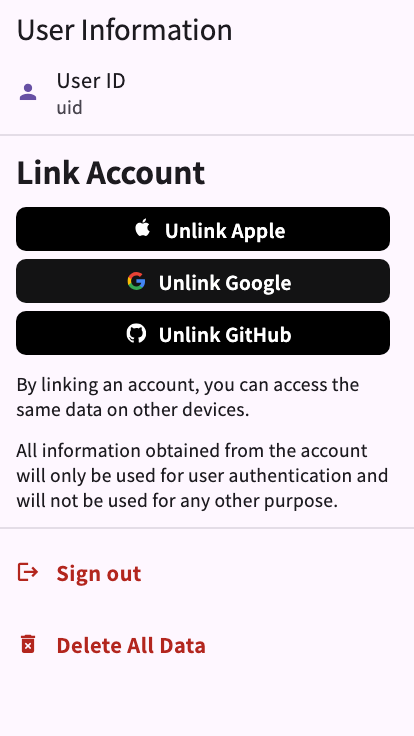 User Information
User ID
uid
Link Account
Unlink Apple
Unlink Google
Unlink GitHub
By linking an account, you can access the
same data on other devices.
All information obtained from the account
will only be used for user authentication and
will not be used for any other purpose.
Sign out
Delete All Data